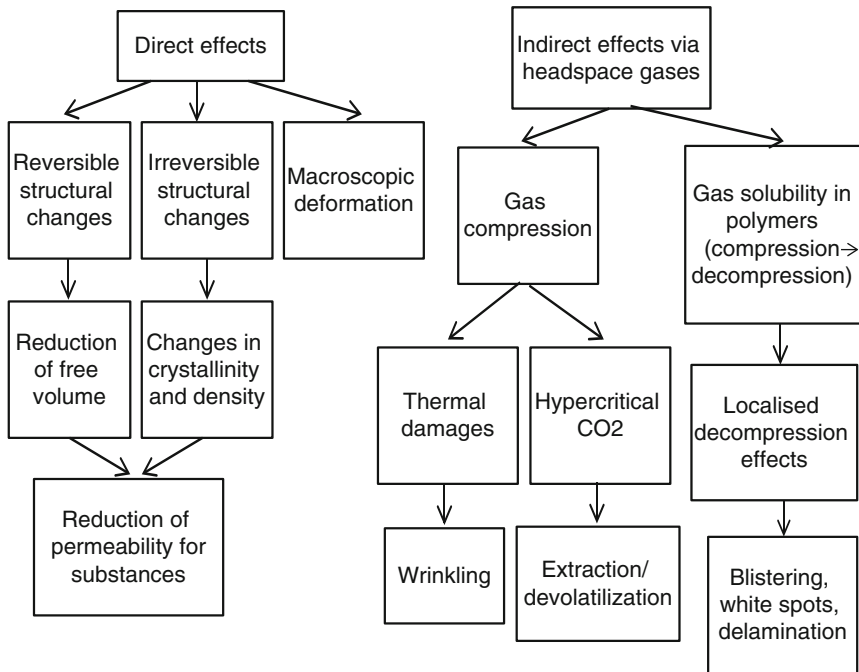 Direct effects
Reversible
structural
changes
Irreversible
structural
changes
Macroscopic
deformation
Reduction
of free
volume
Changes in
crystallinity
and density
Reduction of
permeability for
substances
Indirect effects via
headspace gases
Gas
compression
Gas solubility in
polymers
(compression→
decompression)
Thermal
damages
Hypercritical
CO2
Localised
decompression
effects
Wrinkling
Extraction/
devolatilization
Blistering,
white spots,
delamination